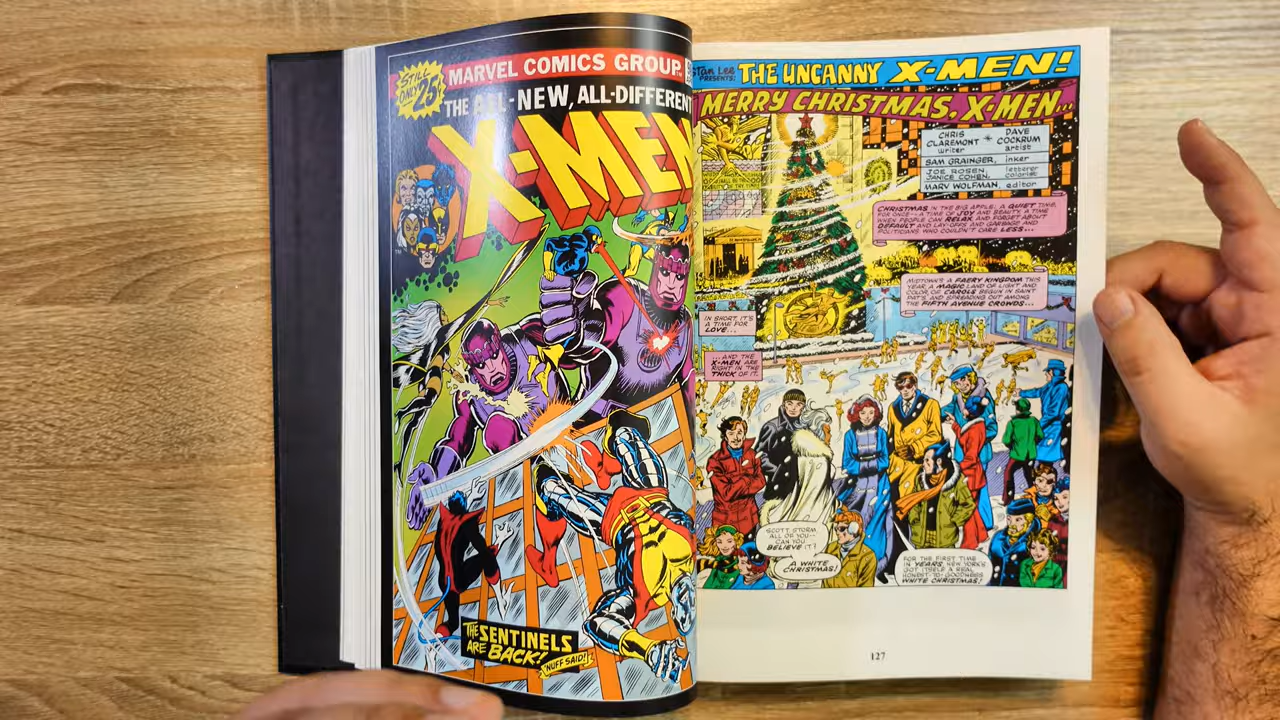 STILL
ONLY
25¢
MARVEL COMICS GROUP
THE ALL-NEW, ALL-DIFFERENT
X-MEN
TM
THE SENTINELS
ARE BACK!
'NUFF SAID!
Stan Lee
PRESENTS:
THE UNCANNY X-MEN!
MERRY CHRISTMAS, X-MEN...
CHRIS
CLAREMONT
writer
*
DAVE
COCKRUM
artist
SAM GRAINGER, inker
JOE ROSEN, letterer
JANICE COHEN, colorist
MARV WOLFMAN, editor
CHRISTMAS IN THE BIG APPLE: A QUIET TIME,
FOR ONCE--A TIME OF JOY AND BEAUTY, A TIME
WHEN PEOPLE CAN RELAX AND FORGET ABOUT
DEFAULT AND LAY-OFFS AND GARBAGE AND
POLITICIANS WHO COULDN'T CARE LESS...
MIDTOWN'S A FAERY KINGDOM THIS
YEAR, A MAGIC LAND OF LIGHT AND
COLOR, OF CAROLS BEGUN IN SAINT
PAT'S AND SPREADING OUT AMONG
THE FIFTH AVENUE CROWDS...
IN SHORT, IT'S
A TIME FOR
LOVE...
...AND THE
X-MEN ARE
RIGHT IN THE
THICK OF IT.
SCOTT, STORM,
ALL OF YOU--
CAN YOU
BELIEVE IT?
A WHITE
CHRISTMAS!
FOR THE FIRST TIME
IN YEARS, NEW YORK'S
GOT ITSELF A REAL
HONEST-TO-GOODNESS
WHITE CHRISTMAS!
127